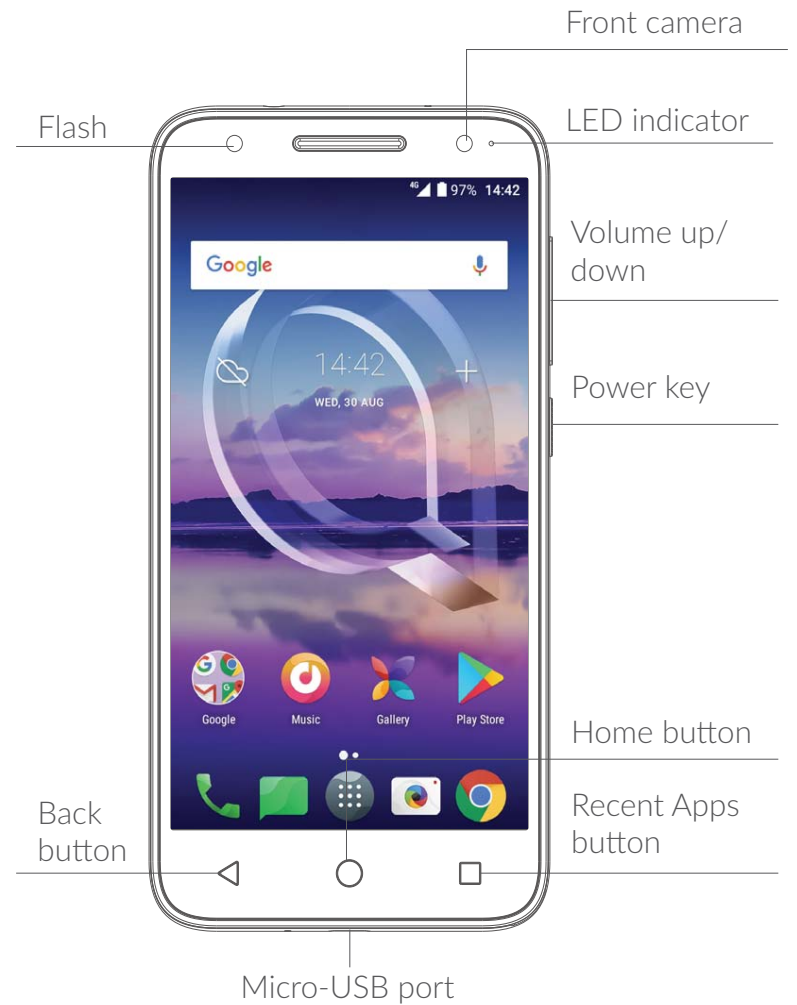 Front camera
Flash
LED indicator
4G 97% 14:42
Volume up/
down
Google
14:42
WED, 30 AUG
Power key
Google
Music
Gallery
Play Store
Home button
Back
button
Recent Apps
button
Micro-USB port